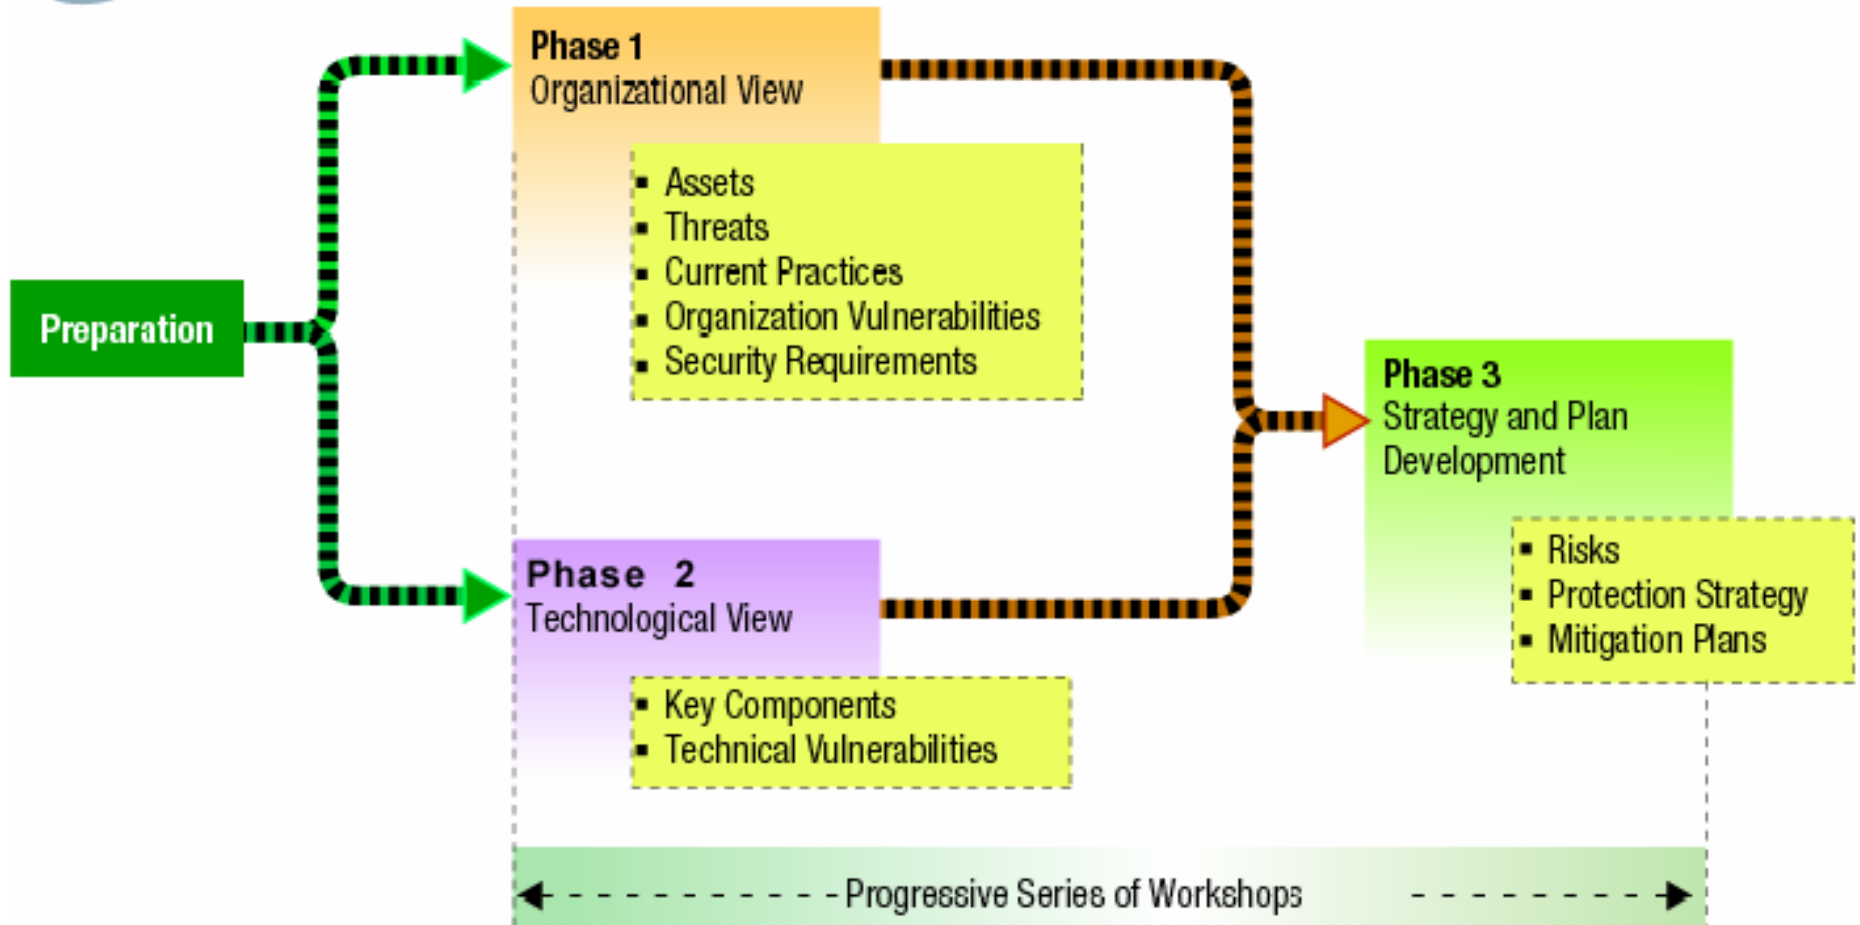 Preparation
Phase 1
Organizational View
Assets
Threats
Current Practices
Organization Vulnerabilities
Security Requirements
Phase 2
Technological View
Key Components
Technical Vulnerabilities
Phase 3
Strategy and Plan
Development
Risks
Protection Strategy
Mitigation Plans
Progressive Series of Workshops